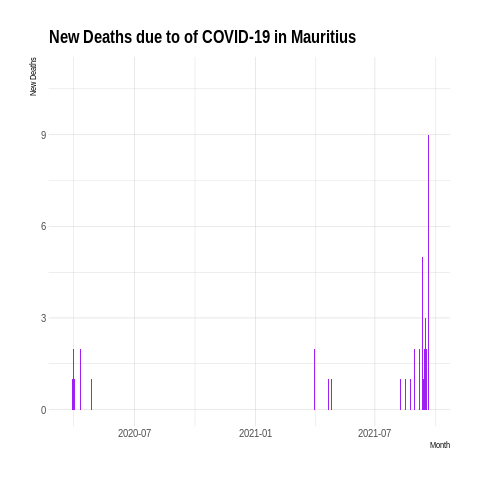 New Deaths due to of COVID-19 in Mauritius
New Deaths
9
6
3
0
2020-07 2021-01 2021-07
Month